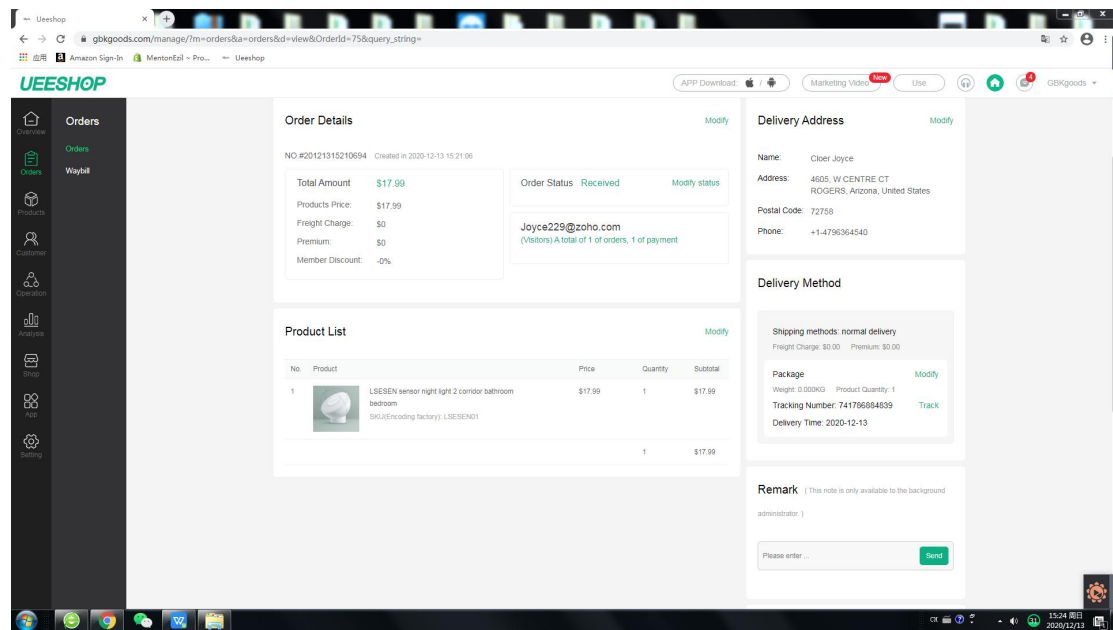 Ueeshop
gbkgoods.com/manage/?m=orders&a=orders&d=view&OrderId=75&query_string=
应用 Amazon Sign-In MentonEzil ~ Pro... Ueeshop
UEESHOP
APP Download: / Marketing Video New Use 4 GBKgoods
Overview
Orders
Products
Customer
Operation
Analysis
Shop
App
Setting
Orders
Orders
Waybill
Order Details Modify
NO.#20121315210694 Created in 2020-12-13 15:21:06
Total Amount $17.99
Products Price: $17.99
Freight Charge: $0
Premium: $0
Member Discount: -0%
Order Status Received Modify status
Joyce229@zoho.com
(Visitors) A total of 1 of orders, 1 of payment
Product List Modify
No. Product Price Quantity Subtotal
1 LSESEN sensor night light 2 corridor bathroom $17.99 1 $17.99
bedroom
SKU(Encoding factory): LSESEN01
1 $17.99
Delivery Address Modify
Name: Cloer Joyce
Address: 4605, W CENTRE CT
ROGERS, Arizona, United States
Postal Code: 72758
Phone: +1-4796364540
Delivery Method
Shipping methods: normal delivery
Freight Charge: $0.00 Premium: $0.00
Package Modify
Weight: 0.000KG Product Quantity: 1
Tracking Number: 741786884839 Track
Delivery Time: 2020-12-13
Remark ( This note is only available to the background
administrator. )
Please enter ... Send
CH 31 15:24 周日
2020/12/13